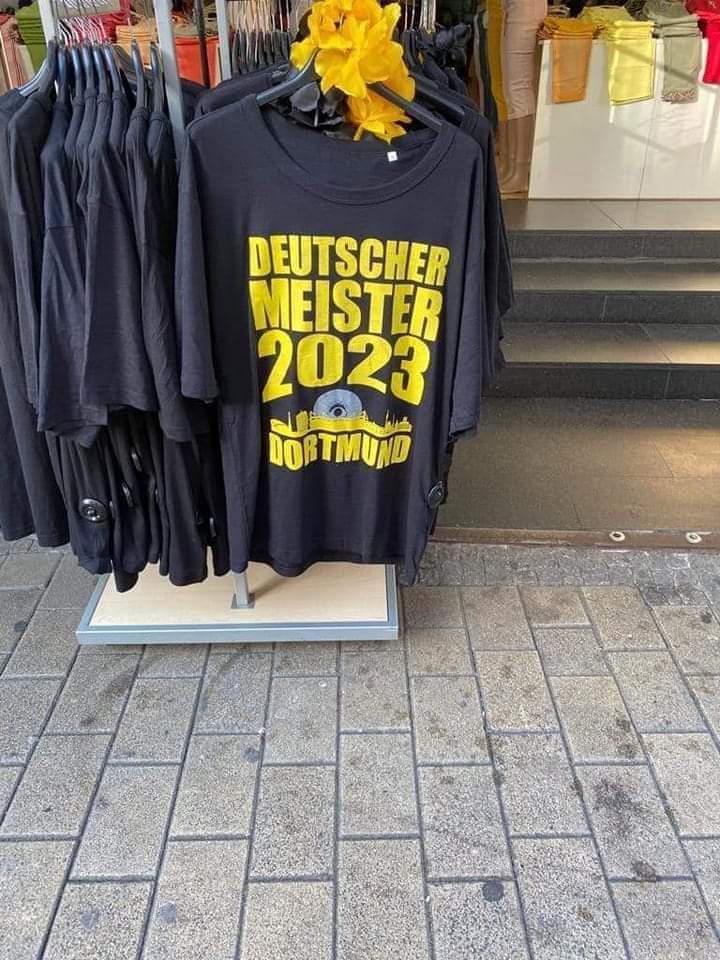 DEUTSCHER
MEISTER
2023
DORTMUND